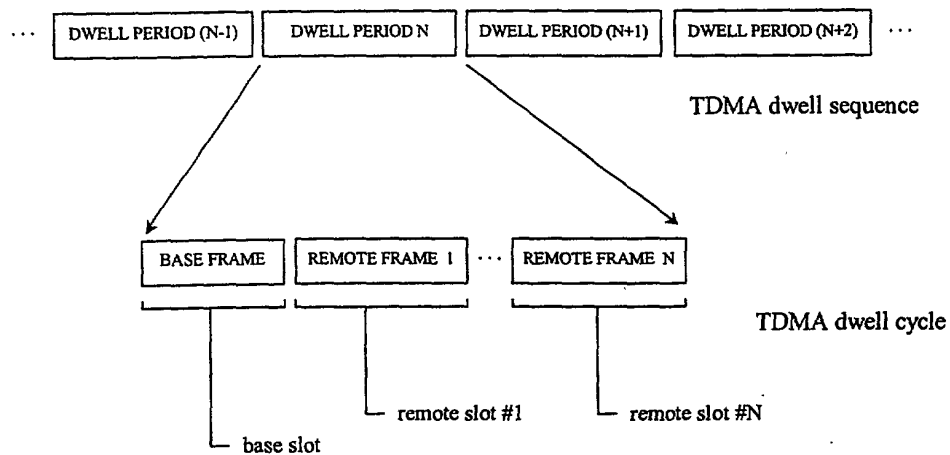 ··· DWELL PERIOD (N-1) DWELL PERIOD N DWELL PERIOD (N+1) DWELL PERIOD (N+2) ···
TDMA dwell sequence
BASE FRAME REMOTE FRAME 1 ··· REMOTE FRAME N
TDMA dwell cycle
remote slot #1 remote slot #N
base slot